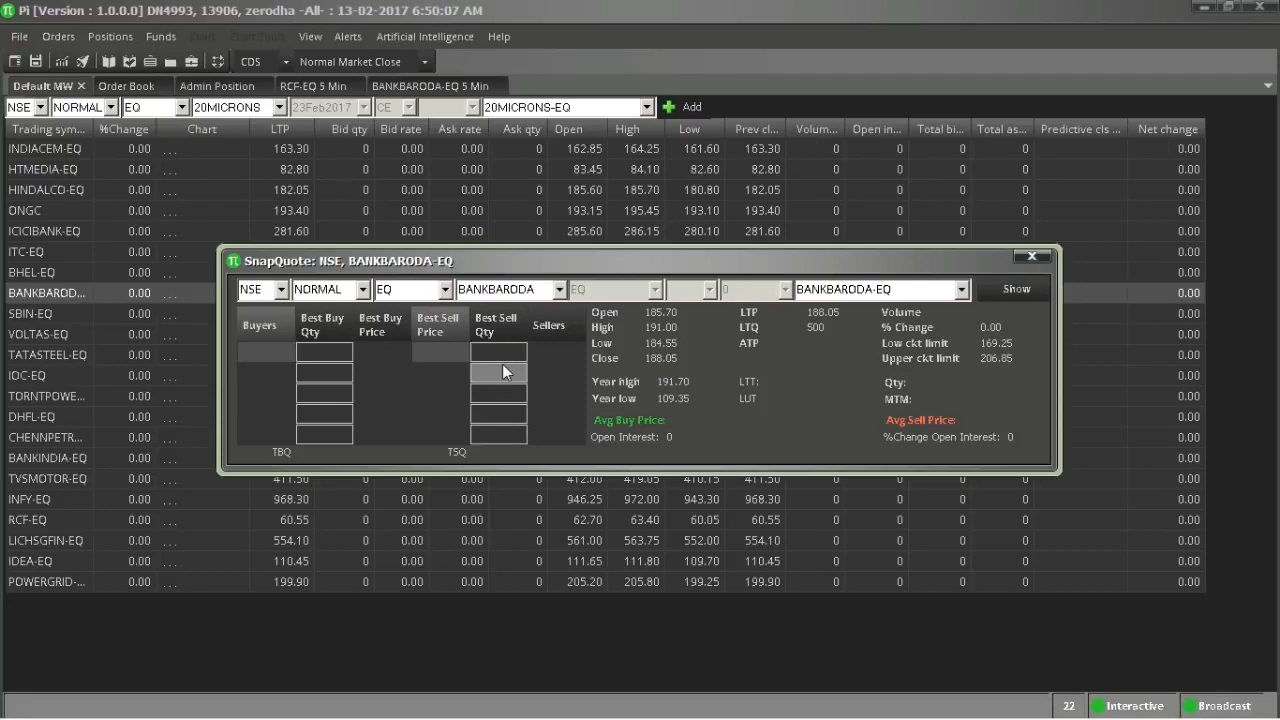 Pi [Version : 1.0.0.0] DN4993, 13906, zerodha -All- : 13-02-2017 6:50:07 AM
File Orders Positions Funds View Alerts Artificial Intelligence Help
CDS Normal Market Close
Default MW Order Book Admin Position RCF-EQ 5 Min BANKBARODA-EQ 5 Min
NSE NORMAL EQ 20MICRONS 23Feb2017 CE 20MICRONS-EQ Add
Trading sym... %Change Chart LTP Bid qty Bid rate Ask rate Ask qty Open High Low Prev cl... Volum... Open in... Total bi... Total as... Predictive cls ... Net change
INDIACEM-EQ 0.00 ... 163.30 0 0.00 0.00 0 162.85 164.25 161.60 163.30 0 0 0 0 0.00
HTMEDIA-EQ 0.00 ... 82.80 0 0.00 0.00 0 83.45 84.10 82.60 82.80 0 0 0 0 0.00
HINDALCO-EQ 0.00 ... 182.05 0 0.00 0.00 0 185.60 185.70 180.80 182.05 0 0 0 0 0.00
ONGC 0.00 ... 193.40 0 0.00 0.00 0 193.15 195.45 193.10 193.40 0 0 0 0 0.00
ICICIBANK-EQ 0.00 ... 281.60 0 0.00 0.00 0 285.60 286.15 280.10 281.60 0 0 0 0 0.00
ITC-EQ 0.00 ... 0.00
BHEL-EQ 0.00 ... 0.00
BANKBAROD... 0.00 ... 0.00
SBIN-EQ 0.00 ... 0.00
VOLTAS-EQ 0.00 ... 0.00
TATASTEEL-EQ 0.00 ... 0.00
IOC-EQ 0.00 ... 0.00
TORNTPOWE... 0.00 ... 0.00
DHFL-EQ 0.00 ... 0.00
CHENNPETR... 0.00 ... 0.00
BANKINDIA-EQ 0.00 ... 0.00
SnapQuote: NSE, BANKBARODA-EQ
NSE NORMAL EQ BANKBARODA EQ 0 BANKBARODA-EQ Show
Buyers Best Buy Qty Best Buy Price Best Sell Price Best Sell Qty Sellers
Open 185.70 LTP 188.05 Volume
High 191.00 LTQ 500 % Change 0.00
Low 184.55 ATP Low ckt limit 169.25
Close 188.05 Upper ckt limit 206.85
Year high 191.70 LTT: Qty:
Year low 109.35 LUT MTM:
Avg Buy Price: Avg Sell Price:
Open Interest: 0 %Change Open Interest: 0
TBQ TSQ
TVSMOTOR-EQ 0.00 ... 411.50 0 0.00 0.00 0 412.00 419.05 410.15 411.50 0 0 0 0 0.00
INFY-EQ 0.00 ... 968.30 0 0.00 0.00 0 946.25 972.00 943.30 968.30 0 0 0 0 0.00
RCF-EQ 0.00 ... 60.55 0 0.00 0.00 0 62.70 63.40 60.05 60.55 0 0 0 0 0.00
LICHSGFIN-EQ 0.00 ... 554.10 0 0.00 0.00 0 561.00 563.75 552.00 554.10 0 0 0 0 0.00
IDEA-EQ 0.00 ... 110.45 0 0.00 0.00 0 111.65 111.80 109.70 110.45 0 0 0 0 0.00
POWERGRID-... 0.00 ... 199.90 0 0.00 0.00 0 205.20 205.80 199.25 199.90 0 0 0 0 0.00
22 Interactive Broadcast